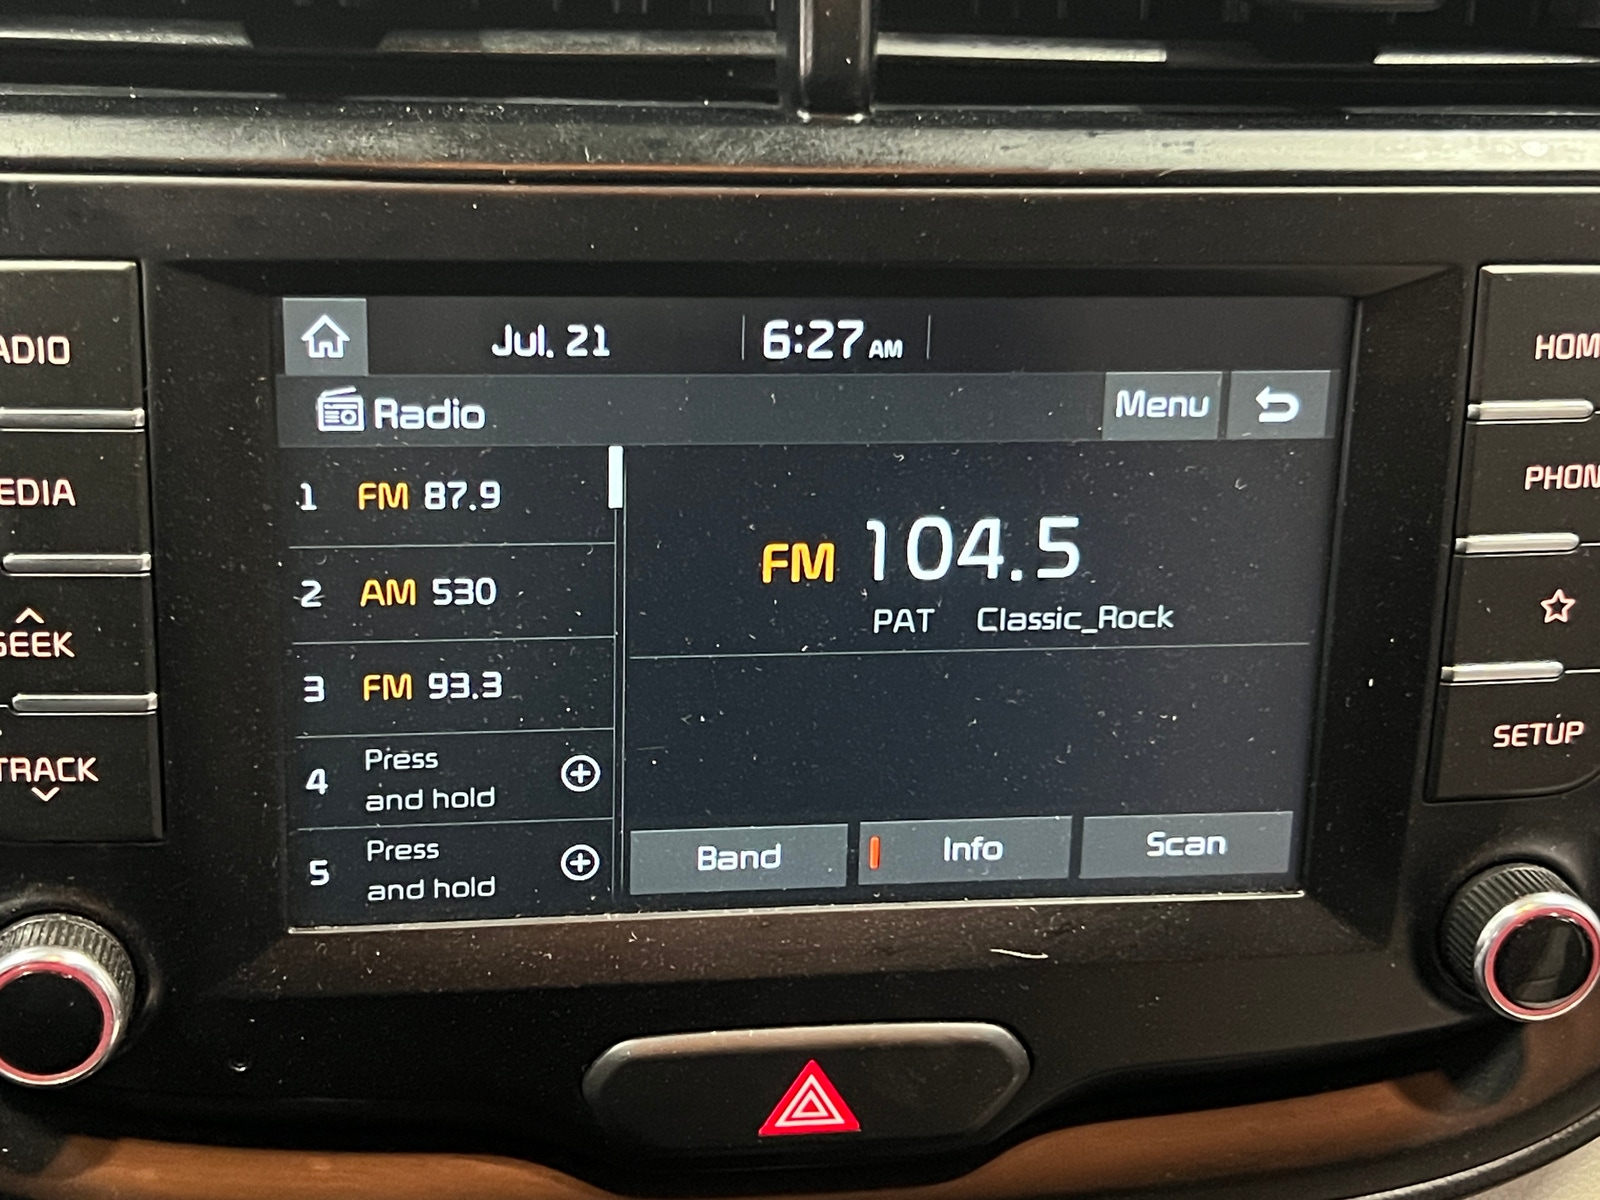 Jul. 21 6:27 AM
Radio Menu
1 FM 87.9
2 AM 530
3 FM 93.3
4 Press
and hold
5 Press
and hold
FM 104.5
PAT Classic_Rock
Band Info Scan
ADIO
EDIA
SEEK
TRACK
HOM
PHON
SETUP